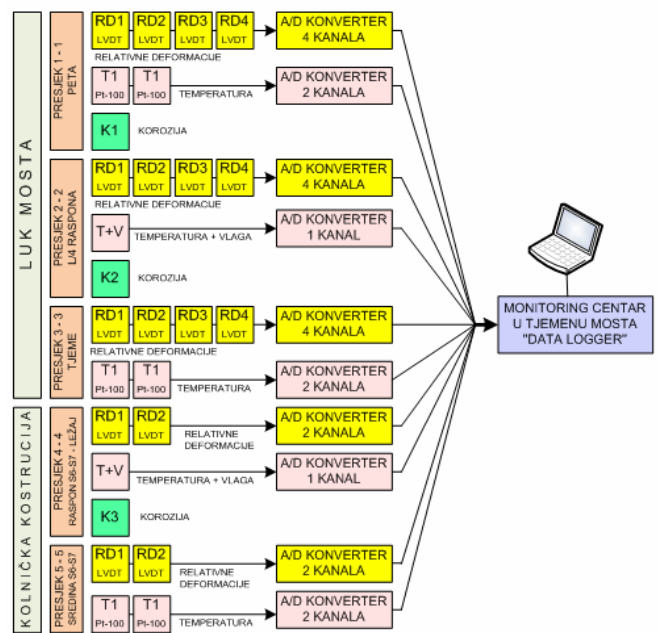 LUK MOSTA
PRESJEK 1 - 1
PETA
RD1 RD2 RD3 RD4
LVDT LVDT LVDT LVDT
RELATIVNE DEFORMACIJE
A/D KONVERTER
4 KANALA
T1 T1
Pt-100 Pt-100
TEMPERATURA
A/D KONVERTER
2 KANALA
K1
KOROZIJA
PRESJEK 2 - 2
L/4 RASPONA
RD1 RD2 RD3 RD4
LVDT LVDT LVDT LVDT
RELATIVNE DEFORMACIJE
A/D KONVERTER
4 KANALA
T+V
TEMPERATURA + VLAGA
A/D KONVERTER
1 KANAL
K2
KOROZIJA
PRESJEK 3 - 3
TJEME
RD1 RD2 RD3 RD4
LVDT LVDT LVDT LVDT
RELATIVNE DEFORMACIJE
A/D KONVERTER
4 KANALA
T1 T1
Pt-100 Pt-100
TEMPERATURA
A/D KONVERTER
2 KANALA
KOLNIČKA KOSTRUCIJA
PRESJEK 4 - 4
RASPON S6-S7 - LEŽAJ
RD1 RD2
LVDT LVDT
RELATIVNE
DEFORMACIJE
A/D KONVERTER
2 KANALA
T+V
TEMPERATURA + VLAGA
A/D KONVERTER
1 KANAL
K3
KOROZIJA
PRESJEK 5 - 5
SREDINA S6-S7
RD1 RD2
LVDT LVDT
RELATIVNE
DEFORMACIJE
A/D KONVERTER
2 KANALA
T1 T1
Pt-100 Pt-100
TEMPERATURA
A/D KONVERTER
2 KANALA
MONITORING CENTAR
U TJEMENU MOSTA
"DATA LOGGER"